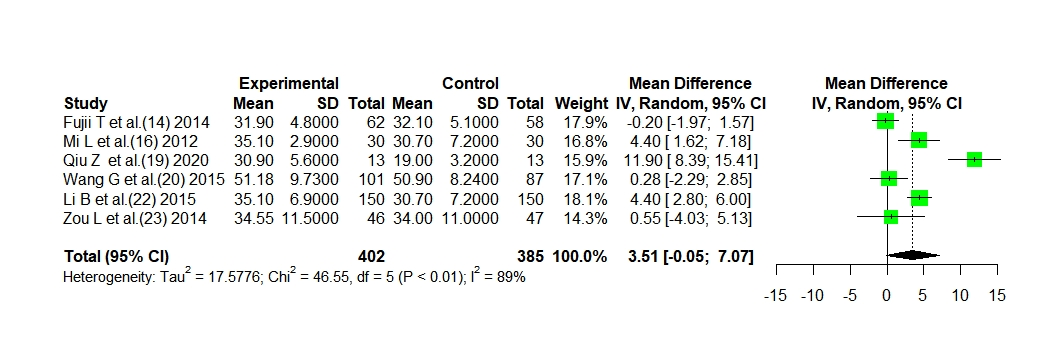 Experimental Control Mean Difference Mean Difference
Study Mean SD Total Mean SD Total Weight IV, Random, 95% CI IV, Random, 95% CI
Fujii T et al.(14) 2014 31.90 4.8000 62 32.10 5.1000 58 17.9% -0.20 [-1.97; 1.57]
Mi L et al.(16) 2012 35.10 2.9000 30 30.70 7.2000 30 16.8% 4.40 [ 1.62; 7.18]
Qiu Z et al.(19) 2020 30.90 5.6000 13 19.00 3.2000 13 15.9% 11.90 [ 8.39; 15.41]
Wang G et al.(20) 2015 51.18 9.7300 101 50.90 8.2400 87 17.1% 0.28 [-2.29; 2.85]
Li B et al.(22) 2015 35.10 6.9000 150 30.70 7.2000 150 18.1% 4.40 [ 2.80; 6.00]
Zou L et al.(23) 2014 34.55 11.5000 46 34.00 11.0000 47 14.3% 0.55 [-4.03; 5.13]
Total (95% CI) 402 385 100.0% 3.51 [-0.05; 7.07]
Heterogeneity: Tau² = 17.5776; Chi² = 46.55, df = 5 (P < 0.01); I² = 89%
-15 -10 -5 0 5 10 15